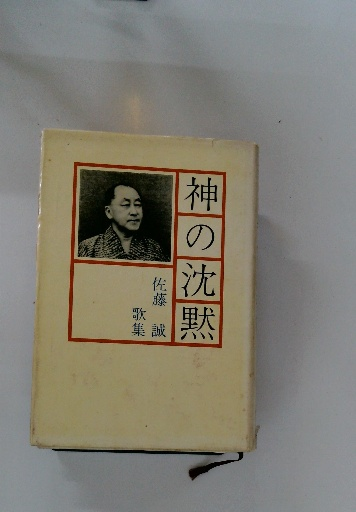 神の沈黙
佐藤 誠
歌集